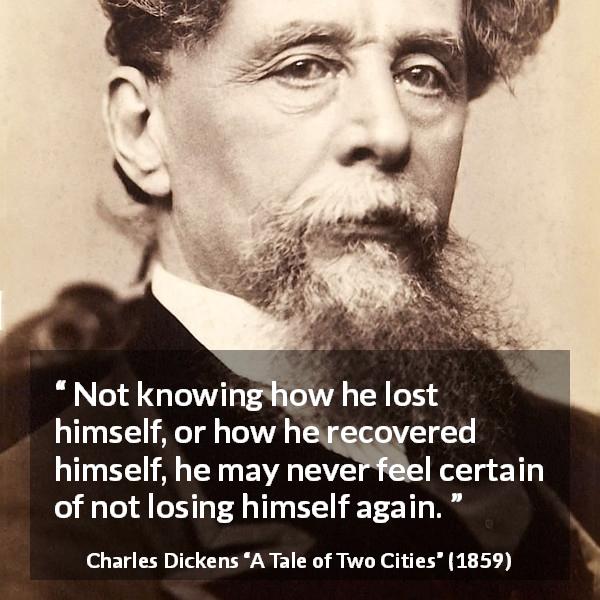 “ Not knowing how he lost
himself, or how he recovered
himself, he may never feel certain
of not losing himself again. ”
Charles Dickens “A Tale of Two Cities” (1859)